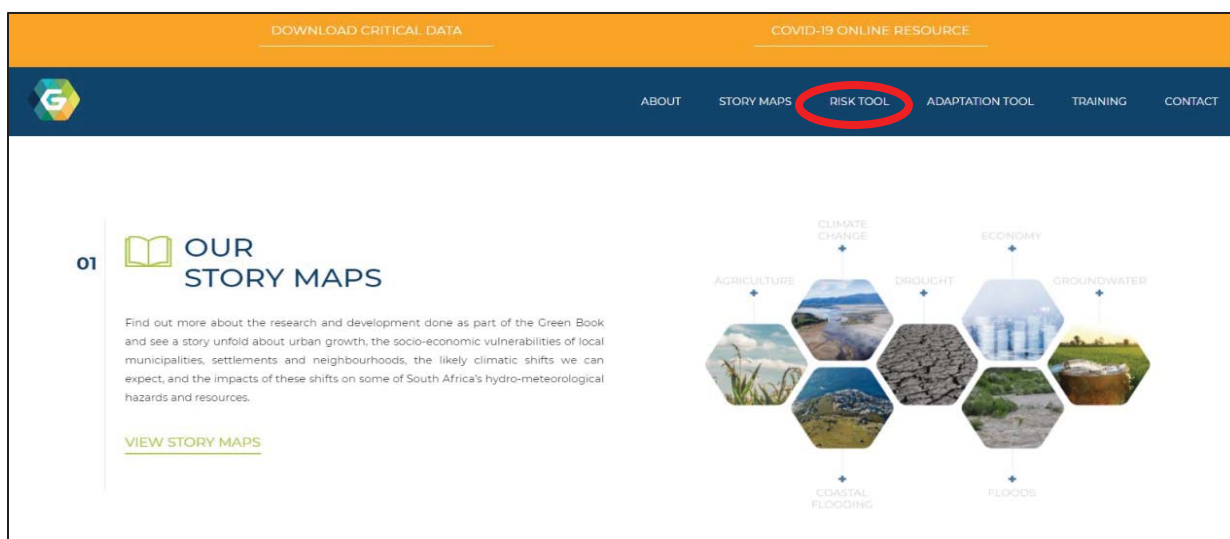 DOWNLOAD CRITICAL DATA
COVID-19 ONLINE RESOURCE
G
ABOUT
STORY MAPS
RISK TOOL
ADAPTATION TOOL
TRAINING
CONTACT
01
OUR
STORY MAPS
Find out more about the research and development done as part of the Green Book
and see a story unfold about urban growth, the socio-economic vulnerabilities of local
municipalities, settlements and neighbourhoods, the likely climatic shifts we can
expect, and the impacts of these shifts on some of South Africa's hydro-meteorological
hazards and resources.
VIEW STORY MAPS
CLIMATE
CHANGE
ECONOMY
AGRICULTURE
DROUGHT
GROUNDWATER
COASTAL
FLOODING
FLOODS